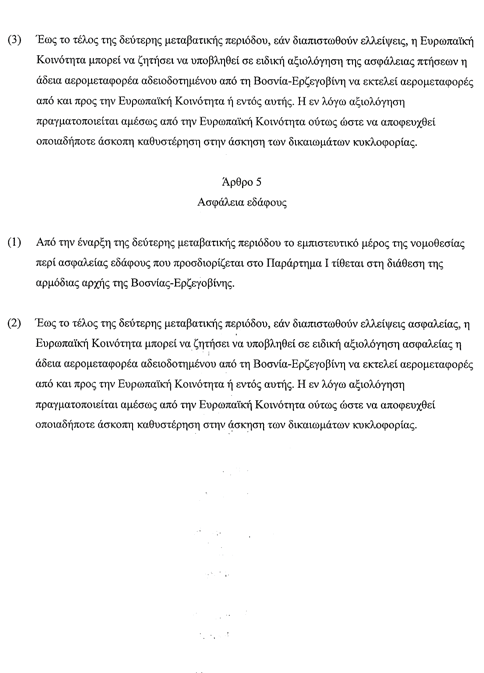 (3) Έως το τέλος της δεύτερης μεταβατικής περιόδου, εάν διαπιστωθούν ελλείψεις, η Ευρωπαϊκή
Κοινότητα μπορεί να ζητήσει να υποβληθεί σε ειδική αξιολόγηση της ασφάλειας πτήσεων η
άδεια αερομεταφορέα αδειοδοτημένου από τη Βοσνία-Ερζεγοβίνη να εκτελεί αερομεταφορές
από και προς την Ευρωπαϊκή Κοινότητα ή εντός αυτής. Η εν λόγω αξιολόγηση
πραγματοποιείται αμέσως από την Ευρωπαϊκή Κοινότητα ούτως ώστε να αποφευχθεί
οποιαδήποτε άσκοπη καθυστέρηση στην άσκηση των δικαιωμάτων κυκλοφορίας.
Άρθρο 5
Ασφάλεια εδάφους
(1) Από την έναρξη της δεύτερης μεταβατικής περιόδου το εμπιστευτικό μέρος της νομοθεσίας
περί ασφαλείας εδάφους που προσδιορίζεται στο Παράρτημα Ι τίθεται στη διάθεση της
αρμόδιας αρχής της Βοσνίας-Ερζεγοβίνης.
(2) Έως το τέλος της δεύτερης μεταβατικής περιόδου, εάν διαπιστωθούν ελλείψεις ασφαλείας, η
Ευρωπαϊκή Κοινότητα μπορεί να ζητήσει να υποβληθεί σε ειδική αξιολόγηση ασφαλείας η
άδεια αερομεταφορέα αδειοδοτημένου από τη Βοσνία-Ερζεγοβίνη να εκτελεί αερομεταφορές
από και προς την Ευρωπαϊκή Κοινότητα ή εντός αυτής. Η εν λόγω αξιολόγηση
πραγματοποιείται αμέσως από την Ευρωπαϊκή Κοινότητα ούτως ώστε να αποφευχθεί
οποιαδήποτε άσκοπη καθυστέρηση στην άσκηση των δικαιωμάτων κυκλοφορίας.